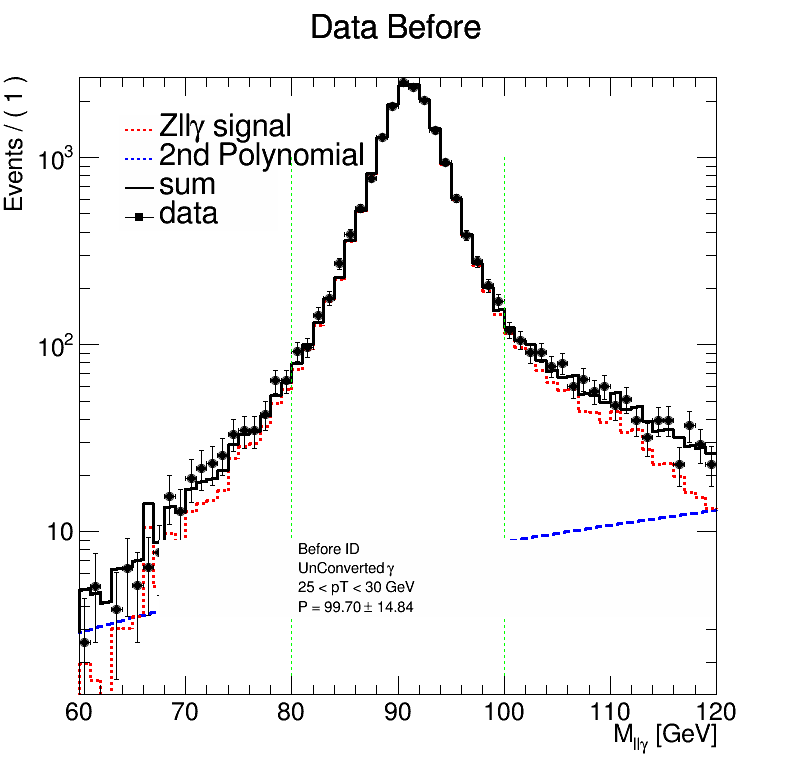 Data Before
Events / ( 1 )
Zllγ signal
2nd Polynomial
sum
data
10³
10²
10
Before ID
UnConverted γ
25 < pT < 30 GeV
P = 99.70 ± 14.84
60 70 80 90 100 110 120
M_llγ [GeV]